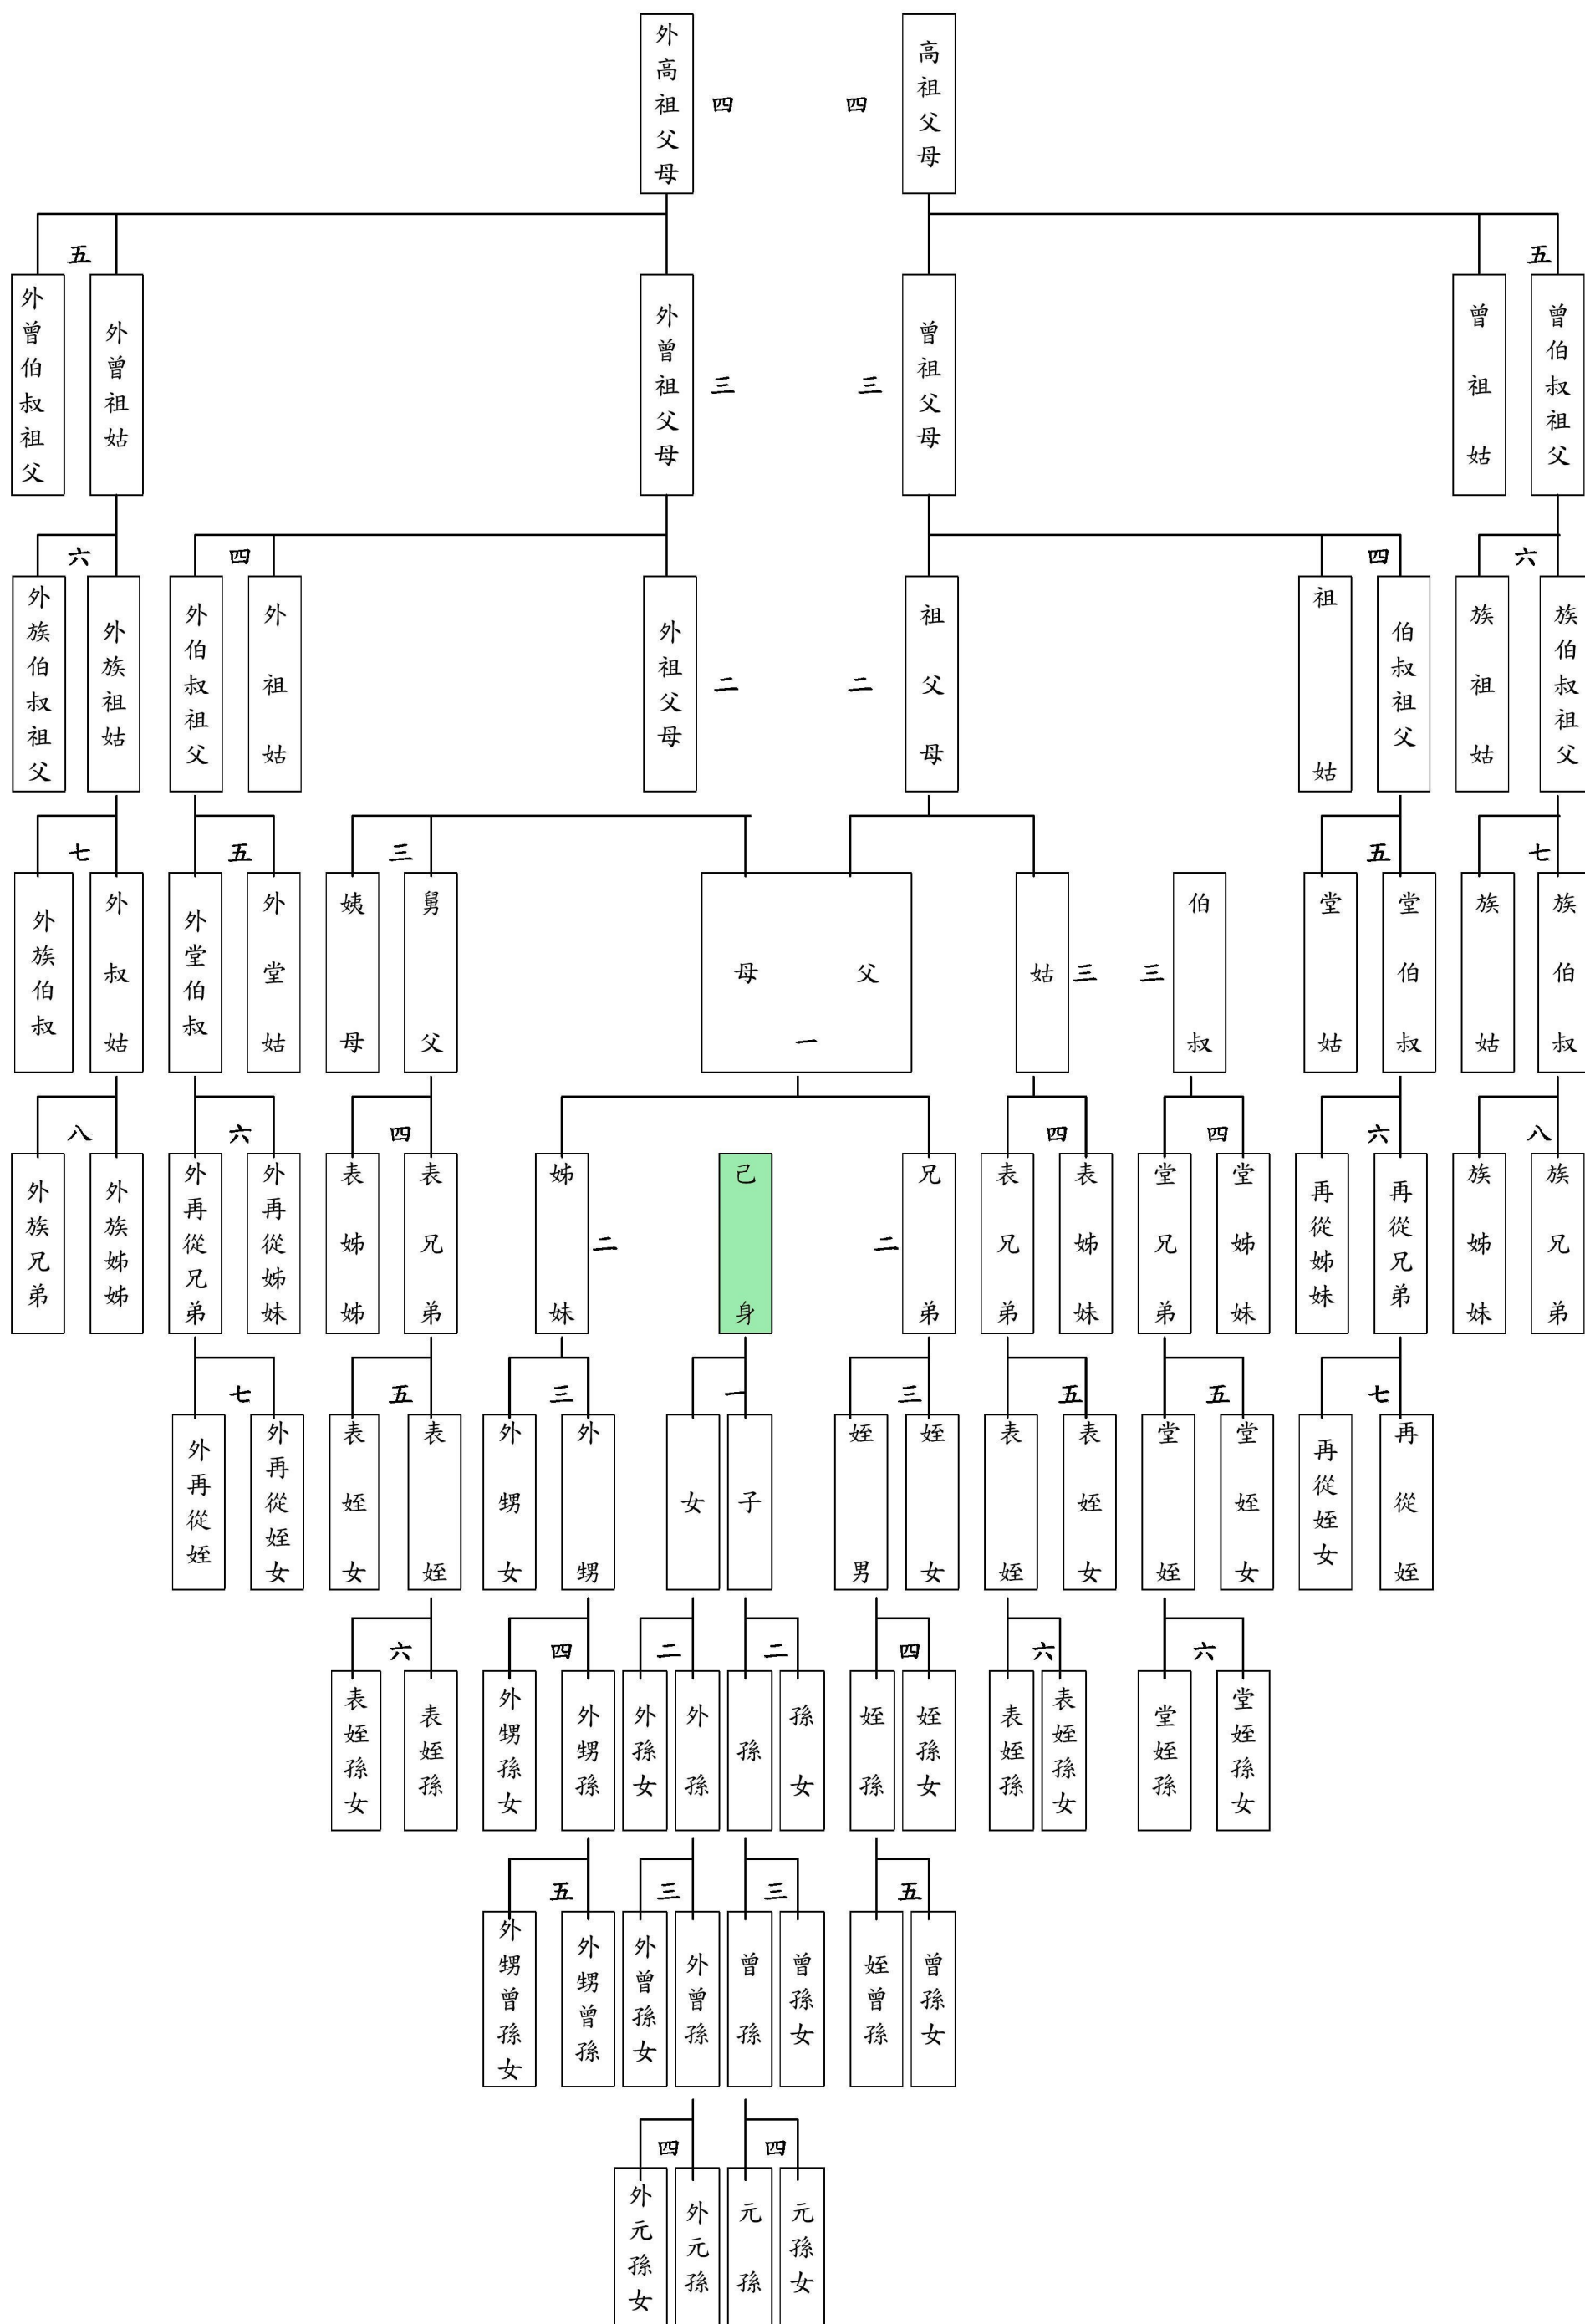 外高祖父母
四
四
高祖父母
五
五
外曾伯叔祖父
外曾祖姑
外曾祖父母
三
三
曾祖父母
曾祖姑
曾伯叔祖父
六
四
四
六
外族伯叔祖父
外族祖姑
外伯叔祖父
外祖姑
外祖父母
二
二
祖父母
祖姑
伯叔祖父
族祖姑
族伯叔祖父
七
五
三
五
七
外族伯叔
外叔姑
外堂伯叔
外堂姑
姨母
舅父
母
父
一
姑
三
三
伯叔
堂姑
堂伯叔
族姑
族伯叔
八
六
四
四
四
六
八
外族兄弟
外族姊姊
外再從兄弟
外再從姊妹
表姊姊
表兄弟
姊妹
二
己身
二
兄弟
表兄弟
表姊妹
堂兄弟
堂姊妹
再從姊妹
再從兄弟
族姊妹
族兄弟
七
五
三
一
三
五
五
七
外再從姪
外再從姪女
表姪女
表姪
外甥女
外甥
女
子
姪男
姪女
表姪
表姪女
堂姪
堂姪女
再從姪女
再從姪
六
四
二
二
四
六
六
表姪孫女
表姪孫
外甥孫女
外甥孫
外孫女
外孫
孫
孫女
姪孫
姪孫女
表姪孫
表姪孫女
堂姪孫
堂姪孫女
五
三
三
五
外甥曾孫女
外甥曾孫
外曾孫女
外曾孫
曾孫
曾孫女
姪曾孫
曾孫女
四
四
外元孫女
外元孫
元孫
元孫女